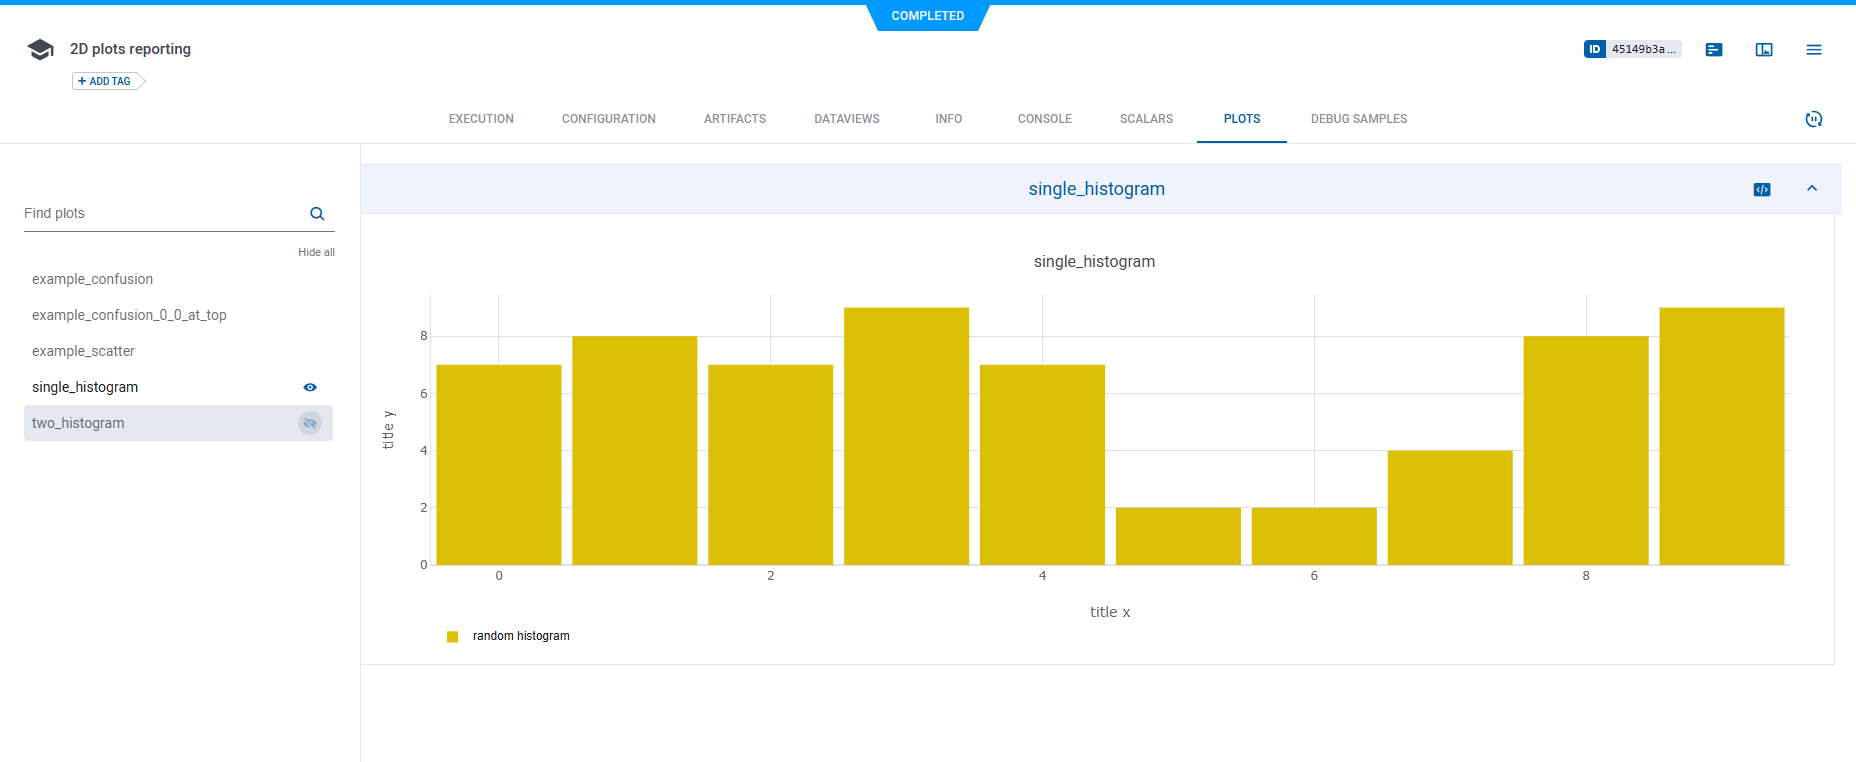 COMPLETED
2D plots reporting
ID 45149b3a ...
+ ADD TAG
EXECUTION CONFIGURATION ARTIFACTS DATAVIEWS INFO CONSOLE SCALARS PLOTS DEBUG SAMPLES
Find plots
Hide all
example_confusion
example_confusion_0_0_at_top
example_scatter
single_histogram
two_histogram
single_histogram
single_histogram
8
6
4
2
0
title y
0 2 4 6 8
title x
random histogram